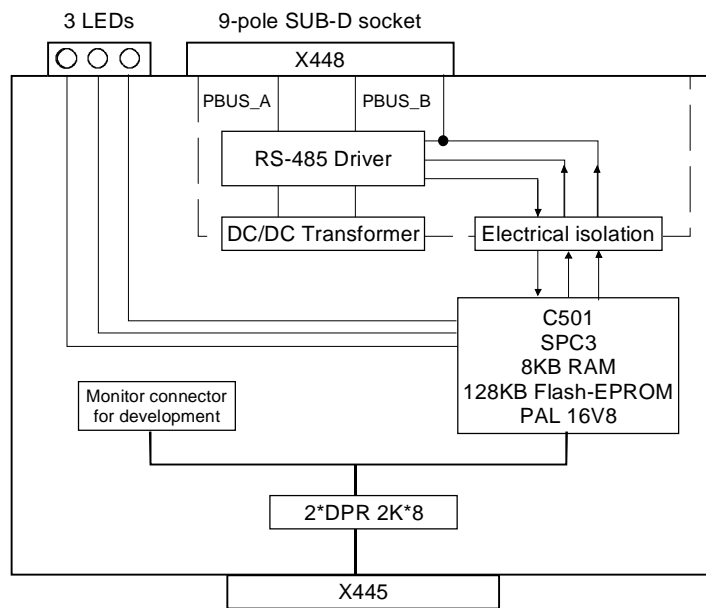 3 LEDs
9-pole SUB-D socket
X448
PBUS_A
PBUS_B
RS-485 Driver
DC/DC Transformer
Electrical isolation
C501
SPC3
8KB RAM
128KB Flash-EPROM
PAL 16V8
Monitor connector
for development
2*DPR 2K*8
X445